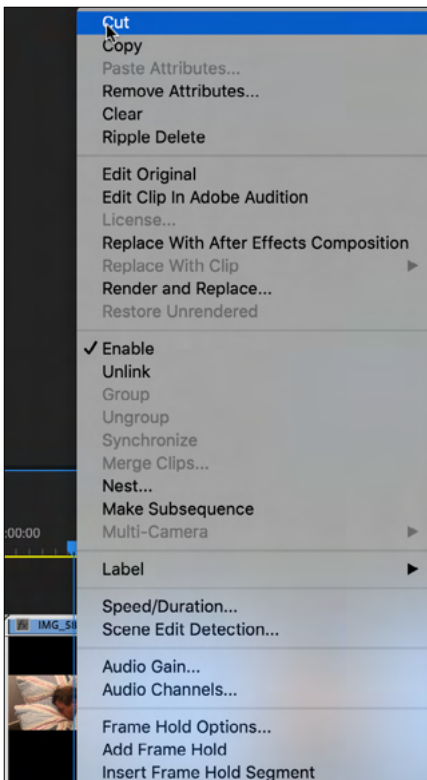 Cut
Copy
Paste Attributes...
Remove Attributes...
Clear
Ripple Delete
Edit Original
Edit Clip In Adobe Audition
License...
Replace With After Effects Composition
Replace With Clip
Render and Replace...
Restore Unrendered
✓ Enable
Unlink
Group
Ungroup
Synchronize
Merge Clips...
Nest...
Make Subsequence
:00:00
Multi-Camera
Label
Speed/Duration...
fx IMG_
Scene Edit Detection...
Audio Gain...
Audio Channels...
Frame Hold Options...
Add Frame Hold
Insert Frame Hold Segment